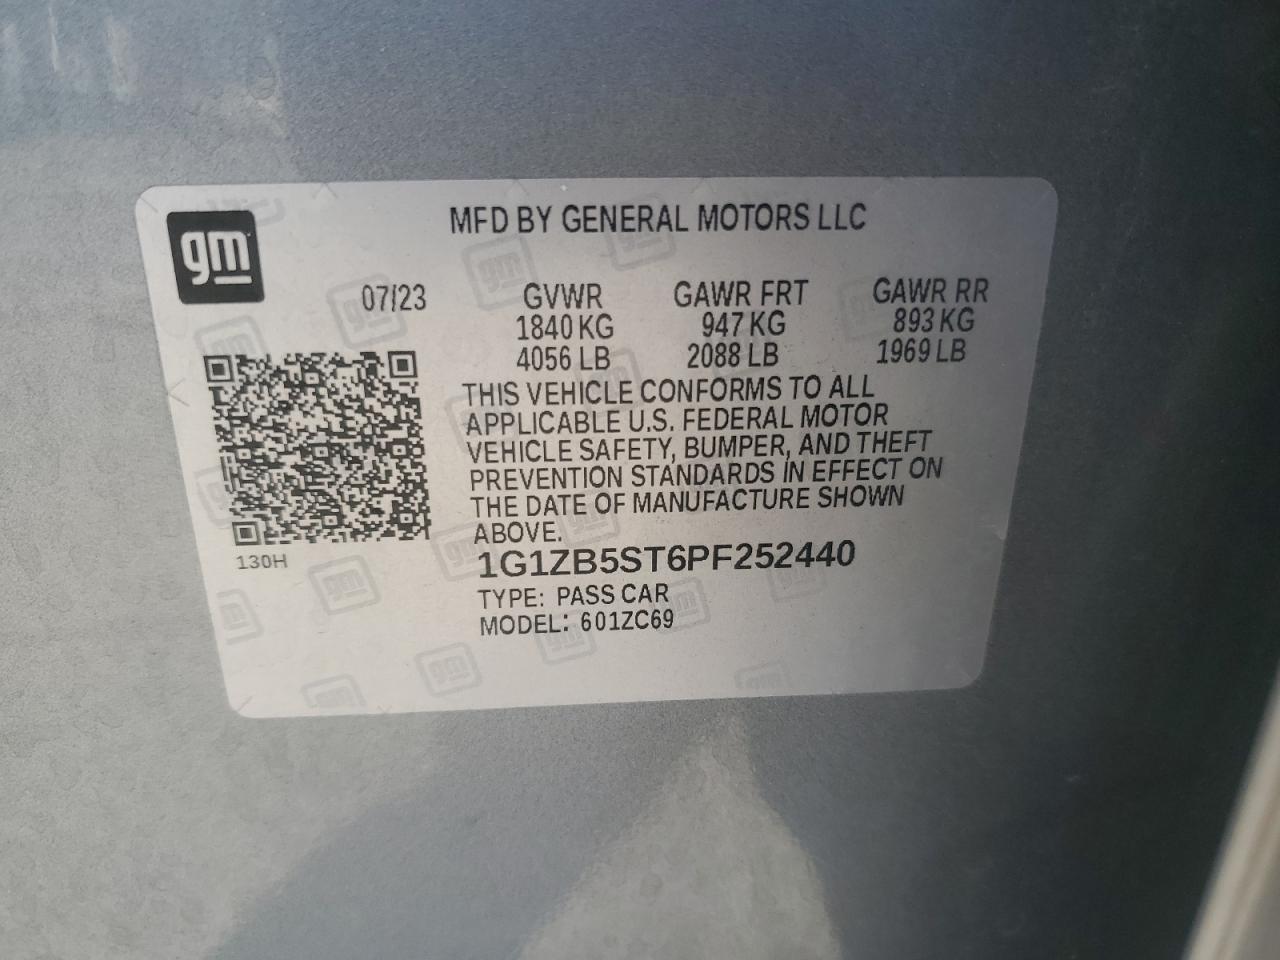 gm
MFD BY GENERAL MOTORS LLC
07/23 GVWR GAWR FRT GAWR RR
1840 KG 947 KG 893 KG
4056 LB 2088 LB 1969 LB
THIS VEHICLE CONFORMS TO ALL
APPLICABLE U.S. FEDERAL MOTOR
VEHICLE SAFETY, BUMPER, AND THEFT
PREVENTION STANDARDS IN EFFECT ON
THE DATE OF MANUFACTURE SHOWN
ABOVE.
130H
1G1ZB5ST6PF252440
TYPE: PASS CAR
MODEL: 601ZC69